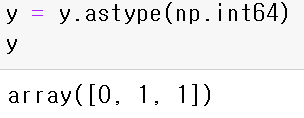 y = y.astype(np.int64)
y
array([0, 1, 1])